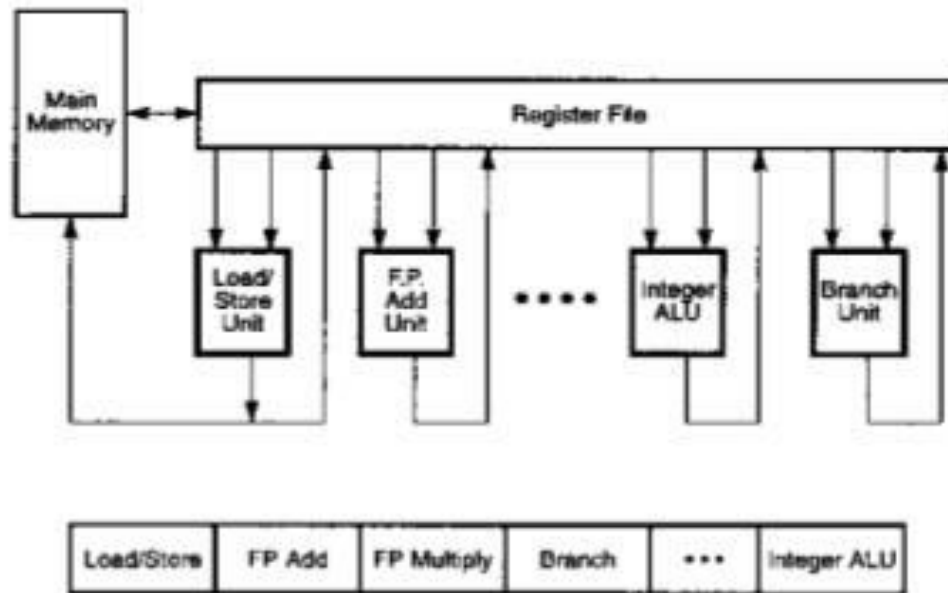 Main
Memory
Register File
Load/
Store
Unit
F.P.
Add
Unit
Integer
ALU
Branch
Unit
Load/Store FP Add FP Multiply Branch ••• Integer ALU